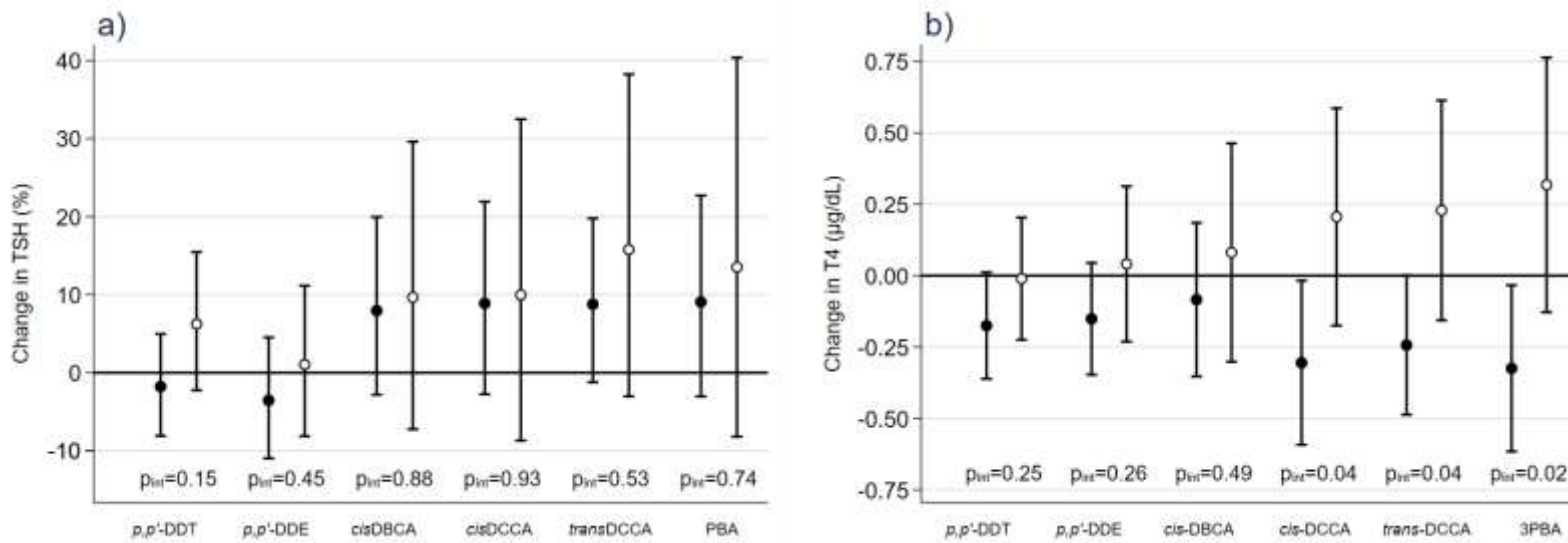 a)
Change in TSH (%)
40
30
20
10
0
-10
pint=0.15 pint=0.45 pint=0.88 pint=0.93 pint=0.53 pint=0.74
p,p'-DDT p,p'-DDE cisDBCA cisDCCA transDCCA PBA
b)
Change in T4 (µg/dL)
0.75
0.50
0.25
0.00
-0.25
-0.50
-0.75
pint=0.25 pint=0.26 pint=0.49 pint=0.04 pint=0.04 pint=0.02
p,p'-DDT p,p'-DDE cis-DBCA cis-DCCA trans-DCCA 3PBA